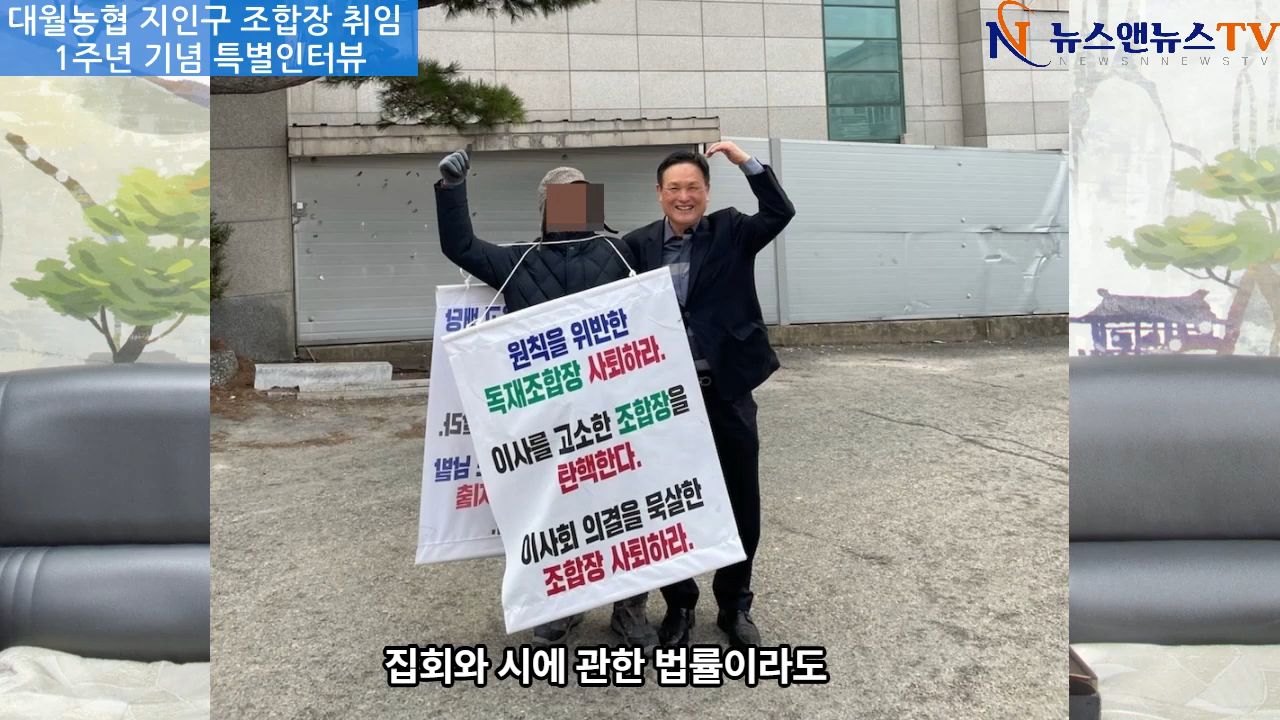 대월농협 지인구 조합장 취임
1주년 기념 특별인터뷰
뉴스앤뉴스TV
NEWSNNEWSTV
원칙을 위반한
독재조합장 사퇴하라.
이사를 고소한 조합장을
탄핵한다.
이사회 의결을 묵살한
조합장 사퇴하라.
집회와 시에 관한 법률이라도